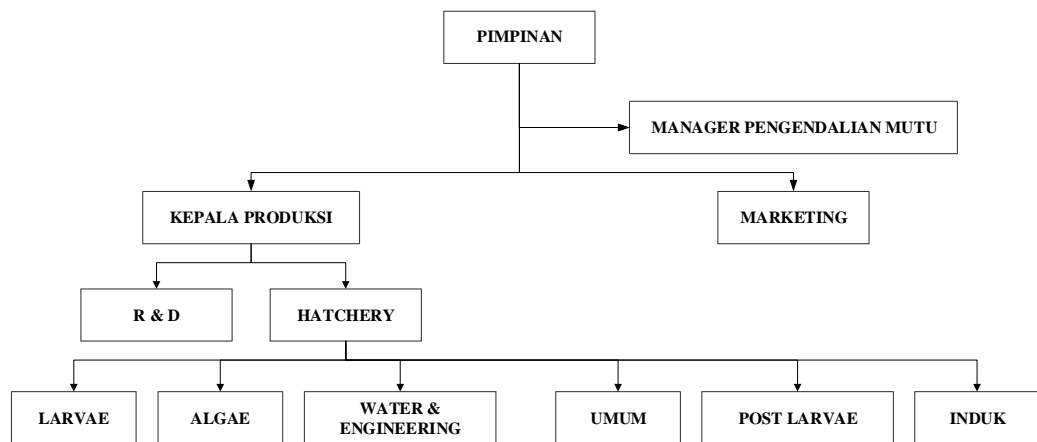 PIMPINAN
MANAGER PENGENDALIAN MUTU
KEPALA PRODUKSI
MARKETING
R & D
HATCHERY
LARVAE
ALGAE
WATER &
ENGINEERING
UMUM
POST LARVAE
INDUK